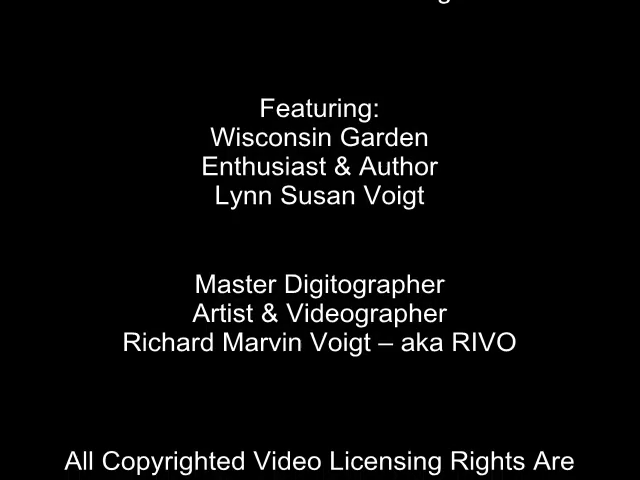 Featuring:
Wisconsin Garden
Enthusiast & Author
Lynn Susan Voigt
Master Digitographer
Artist & Videographer
Richard Marvin Voigt – aka RIVO
All Copyrighted Video Licensing Rights Are